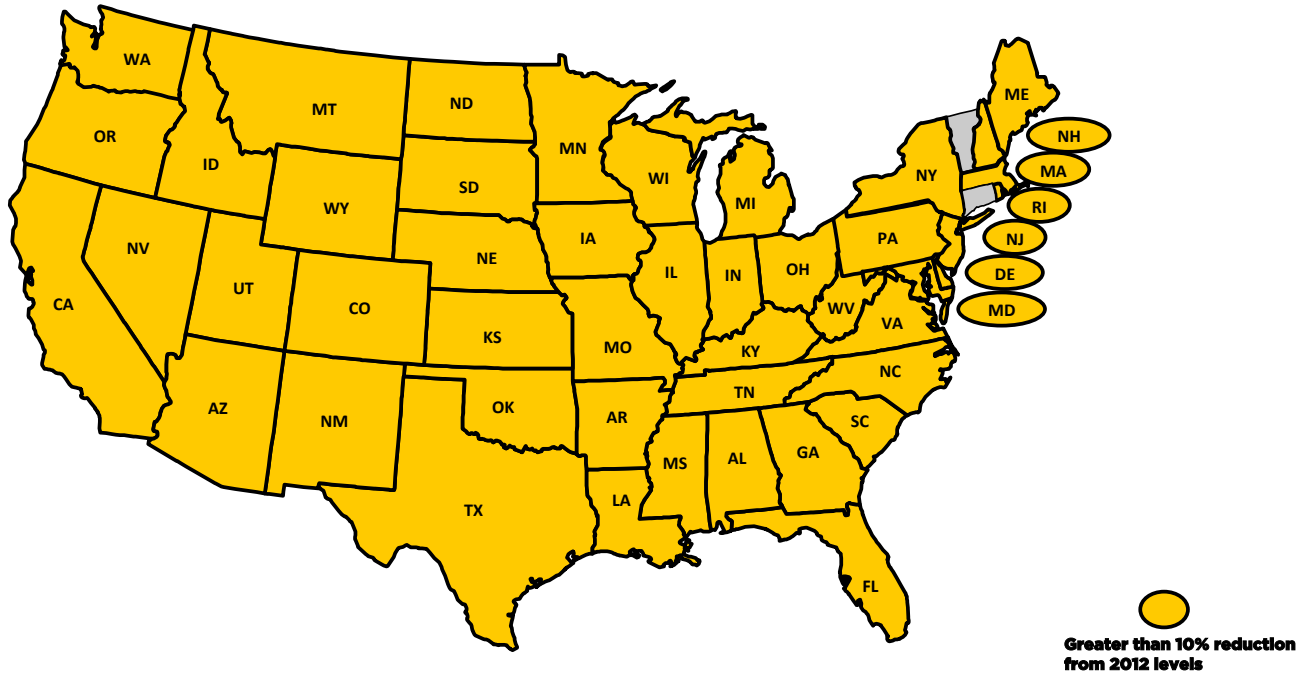 WA
MT
ND
MN
ME
OR
ID
SD
WI
MI
NY
NH
MA
RI
WY
NV
UT
CO
NE
IA
IL
IN
OH
PA
NJ
DE
MD
CA
KS
MO
KY
WV
VA
AZ
NM
OK
AR
TN
NC
SC
TX
LA
MS
AL
GA
FL
Greater than 10% reduction
from 2012 levels